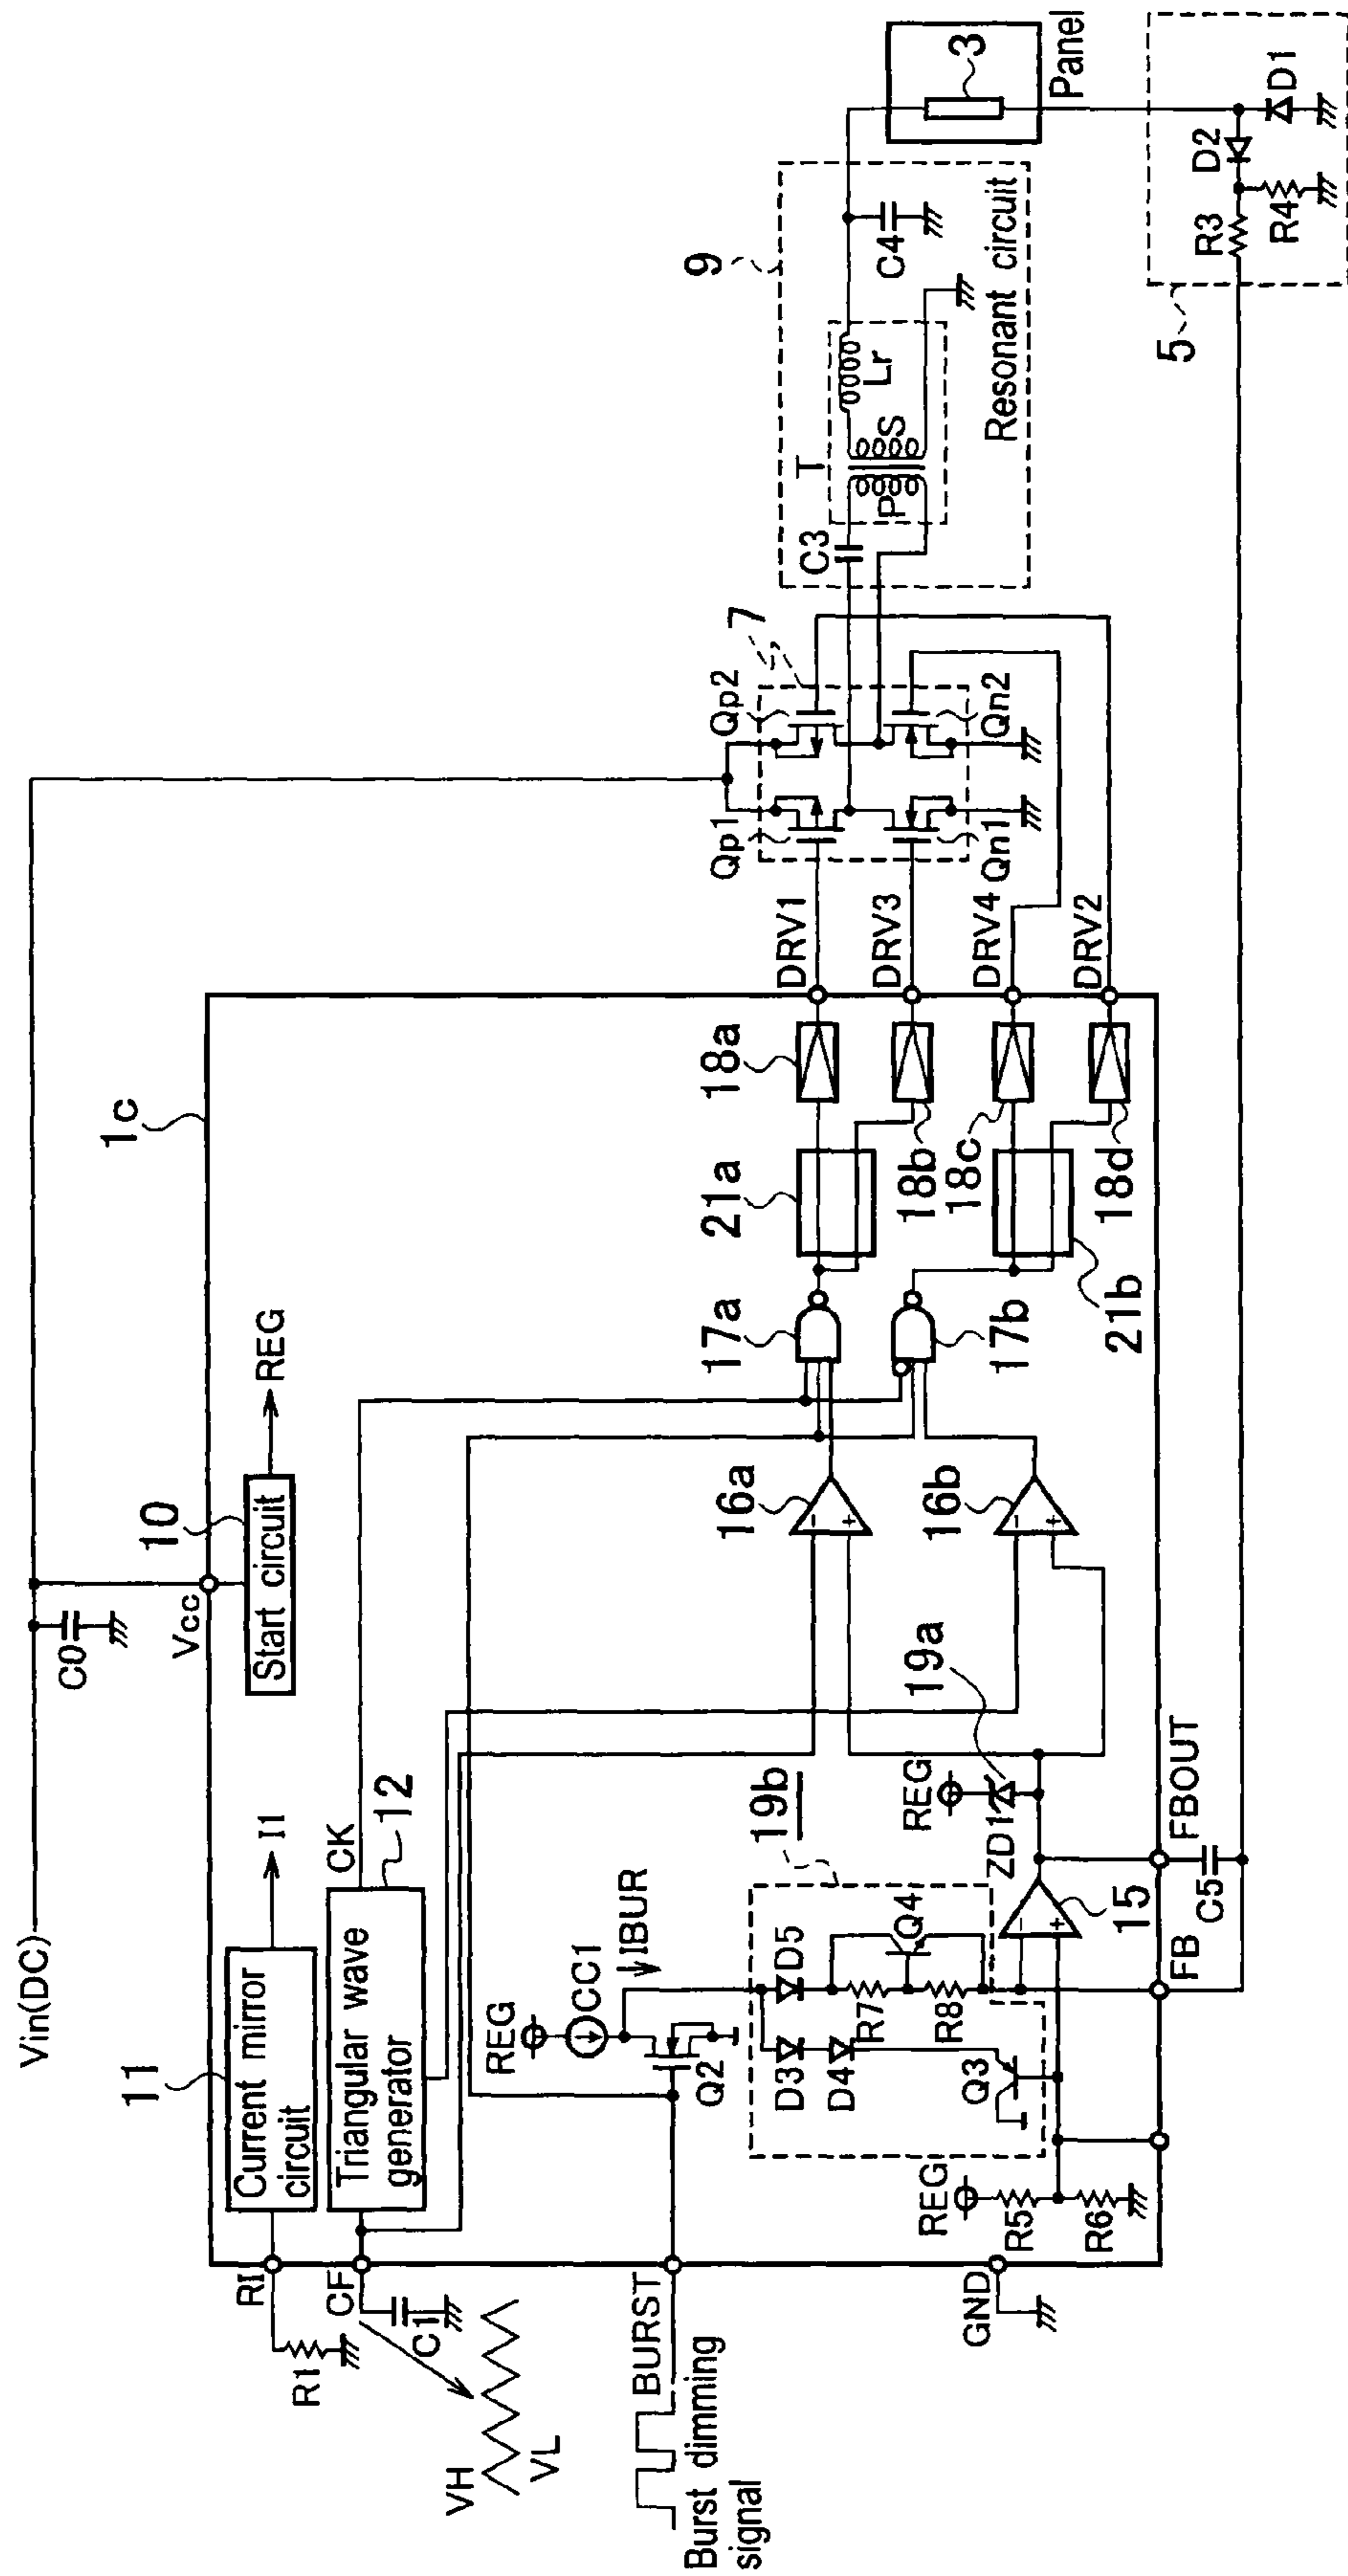 Vin(DC)
C0
Vcc
1c
10
Start circuit
REG
11
Current mirror
circuit
I1
RI
R1
CF
C1
VH
VL
Triangular wave
generator
12
CK
BURST
Burst dimming
signal
REG
CC1
IBUR
Q2
19b
D3
D4
D5
R7
R8
Q4
Q3
REG
R5
R6
GND
15
FB
FBOUT
C5
REG
ZD1
19a
16a
16b
17a
17b
21a
21b
18a
18b
18c
18d
DRV1
DRV3
DRV4
DRV2
7
Qp1
Qp2
Qn1
Qn2
9
C3
T
P
S
Lr
C4
Resonant circuit
3
Panel
5
D2
D1
R3
R4